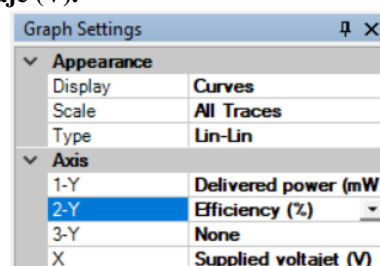 Graph Settings
Appearance
Display Curves
Scale All Traces
Type Lin-Lin
Axis
1-Y Delivered power (mW
2-Y Efficiency (%)
3-Y None
X Supplied voltajet (V)